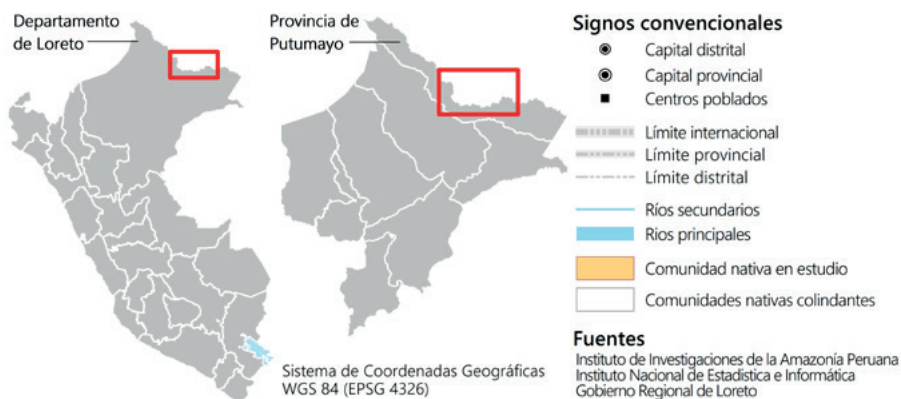 Departamento
de Loreto
Provincia de
Putumayo
Sistema de Coordenadas Geográficas
WGS 84 (EPSG 4326)
Signos convencionales
Capital distrital
Capital provincial
Centros poblados
Límite internacional
Límite provincial
Límite distrital
Ríos secundarios
Rios principales
Comunidad nativa en estudio
Comunidades nativas colindantes
Fuentes
Instituto de Investigaciones de la Amazonía Peruana
Instituto Nacional de Estadistica e Informática
Gobierno Regional de Loreto